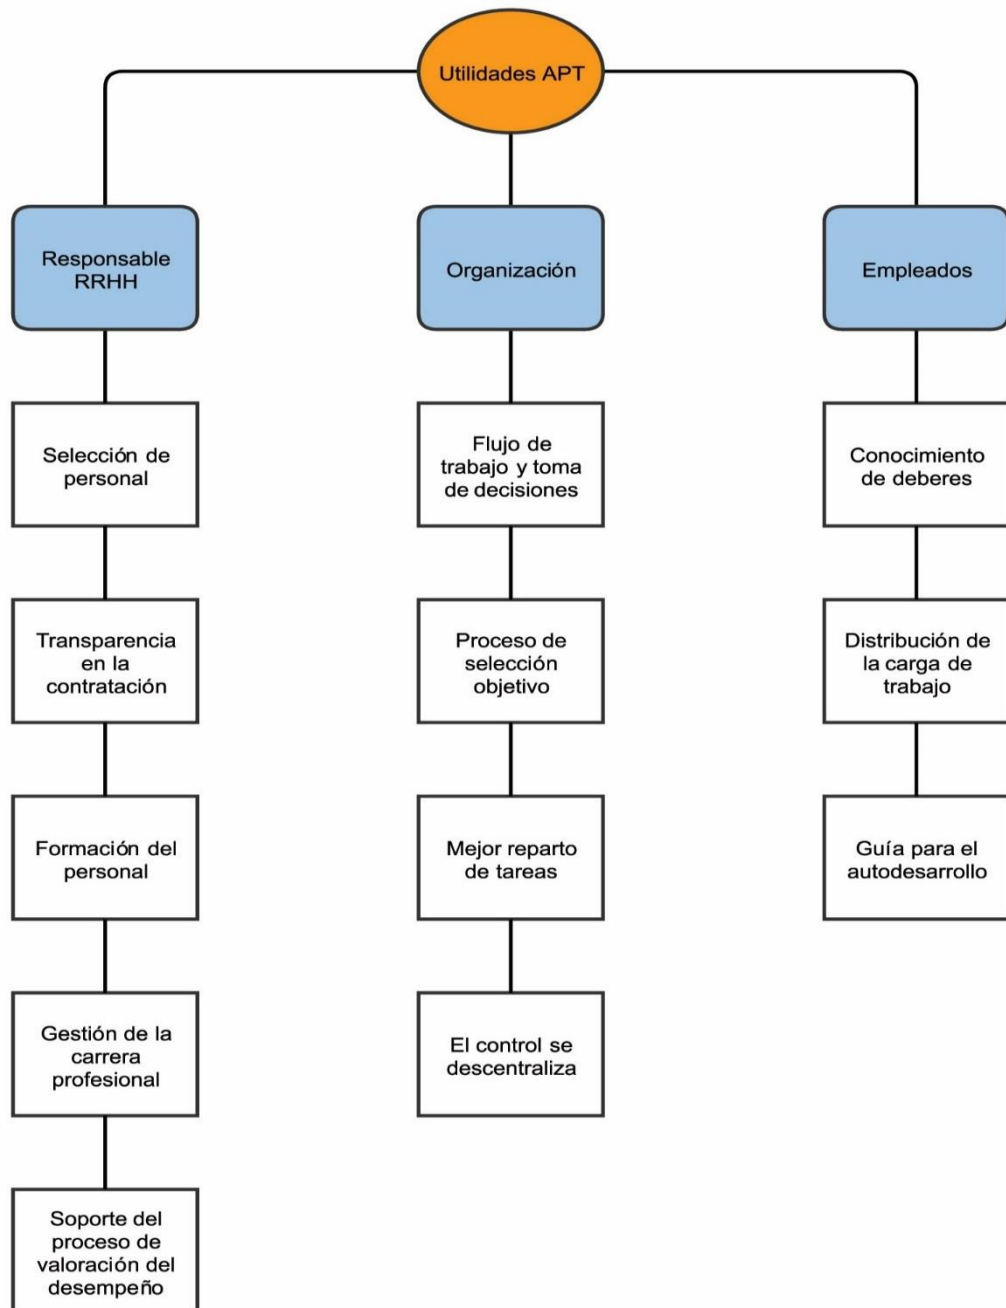 Utilidades APT
Responsable
RRHH
Selección de
personal
Transparencia
en la
contratación
Formación del
personal
Gestión de la
carrera
profesional
Soporte del
proceso de
valoración del
desempeño
Organización
Flujo de
trabajo y toma
de decisiones
Proceso de
selección
objetivo
Mejor reparto
de tareas
El control se
descentraliza
Empleados
Conocimiento
de deberes
Distribución de
la carga de
trabajo
Guía para el
autodesarrollo